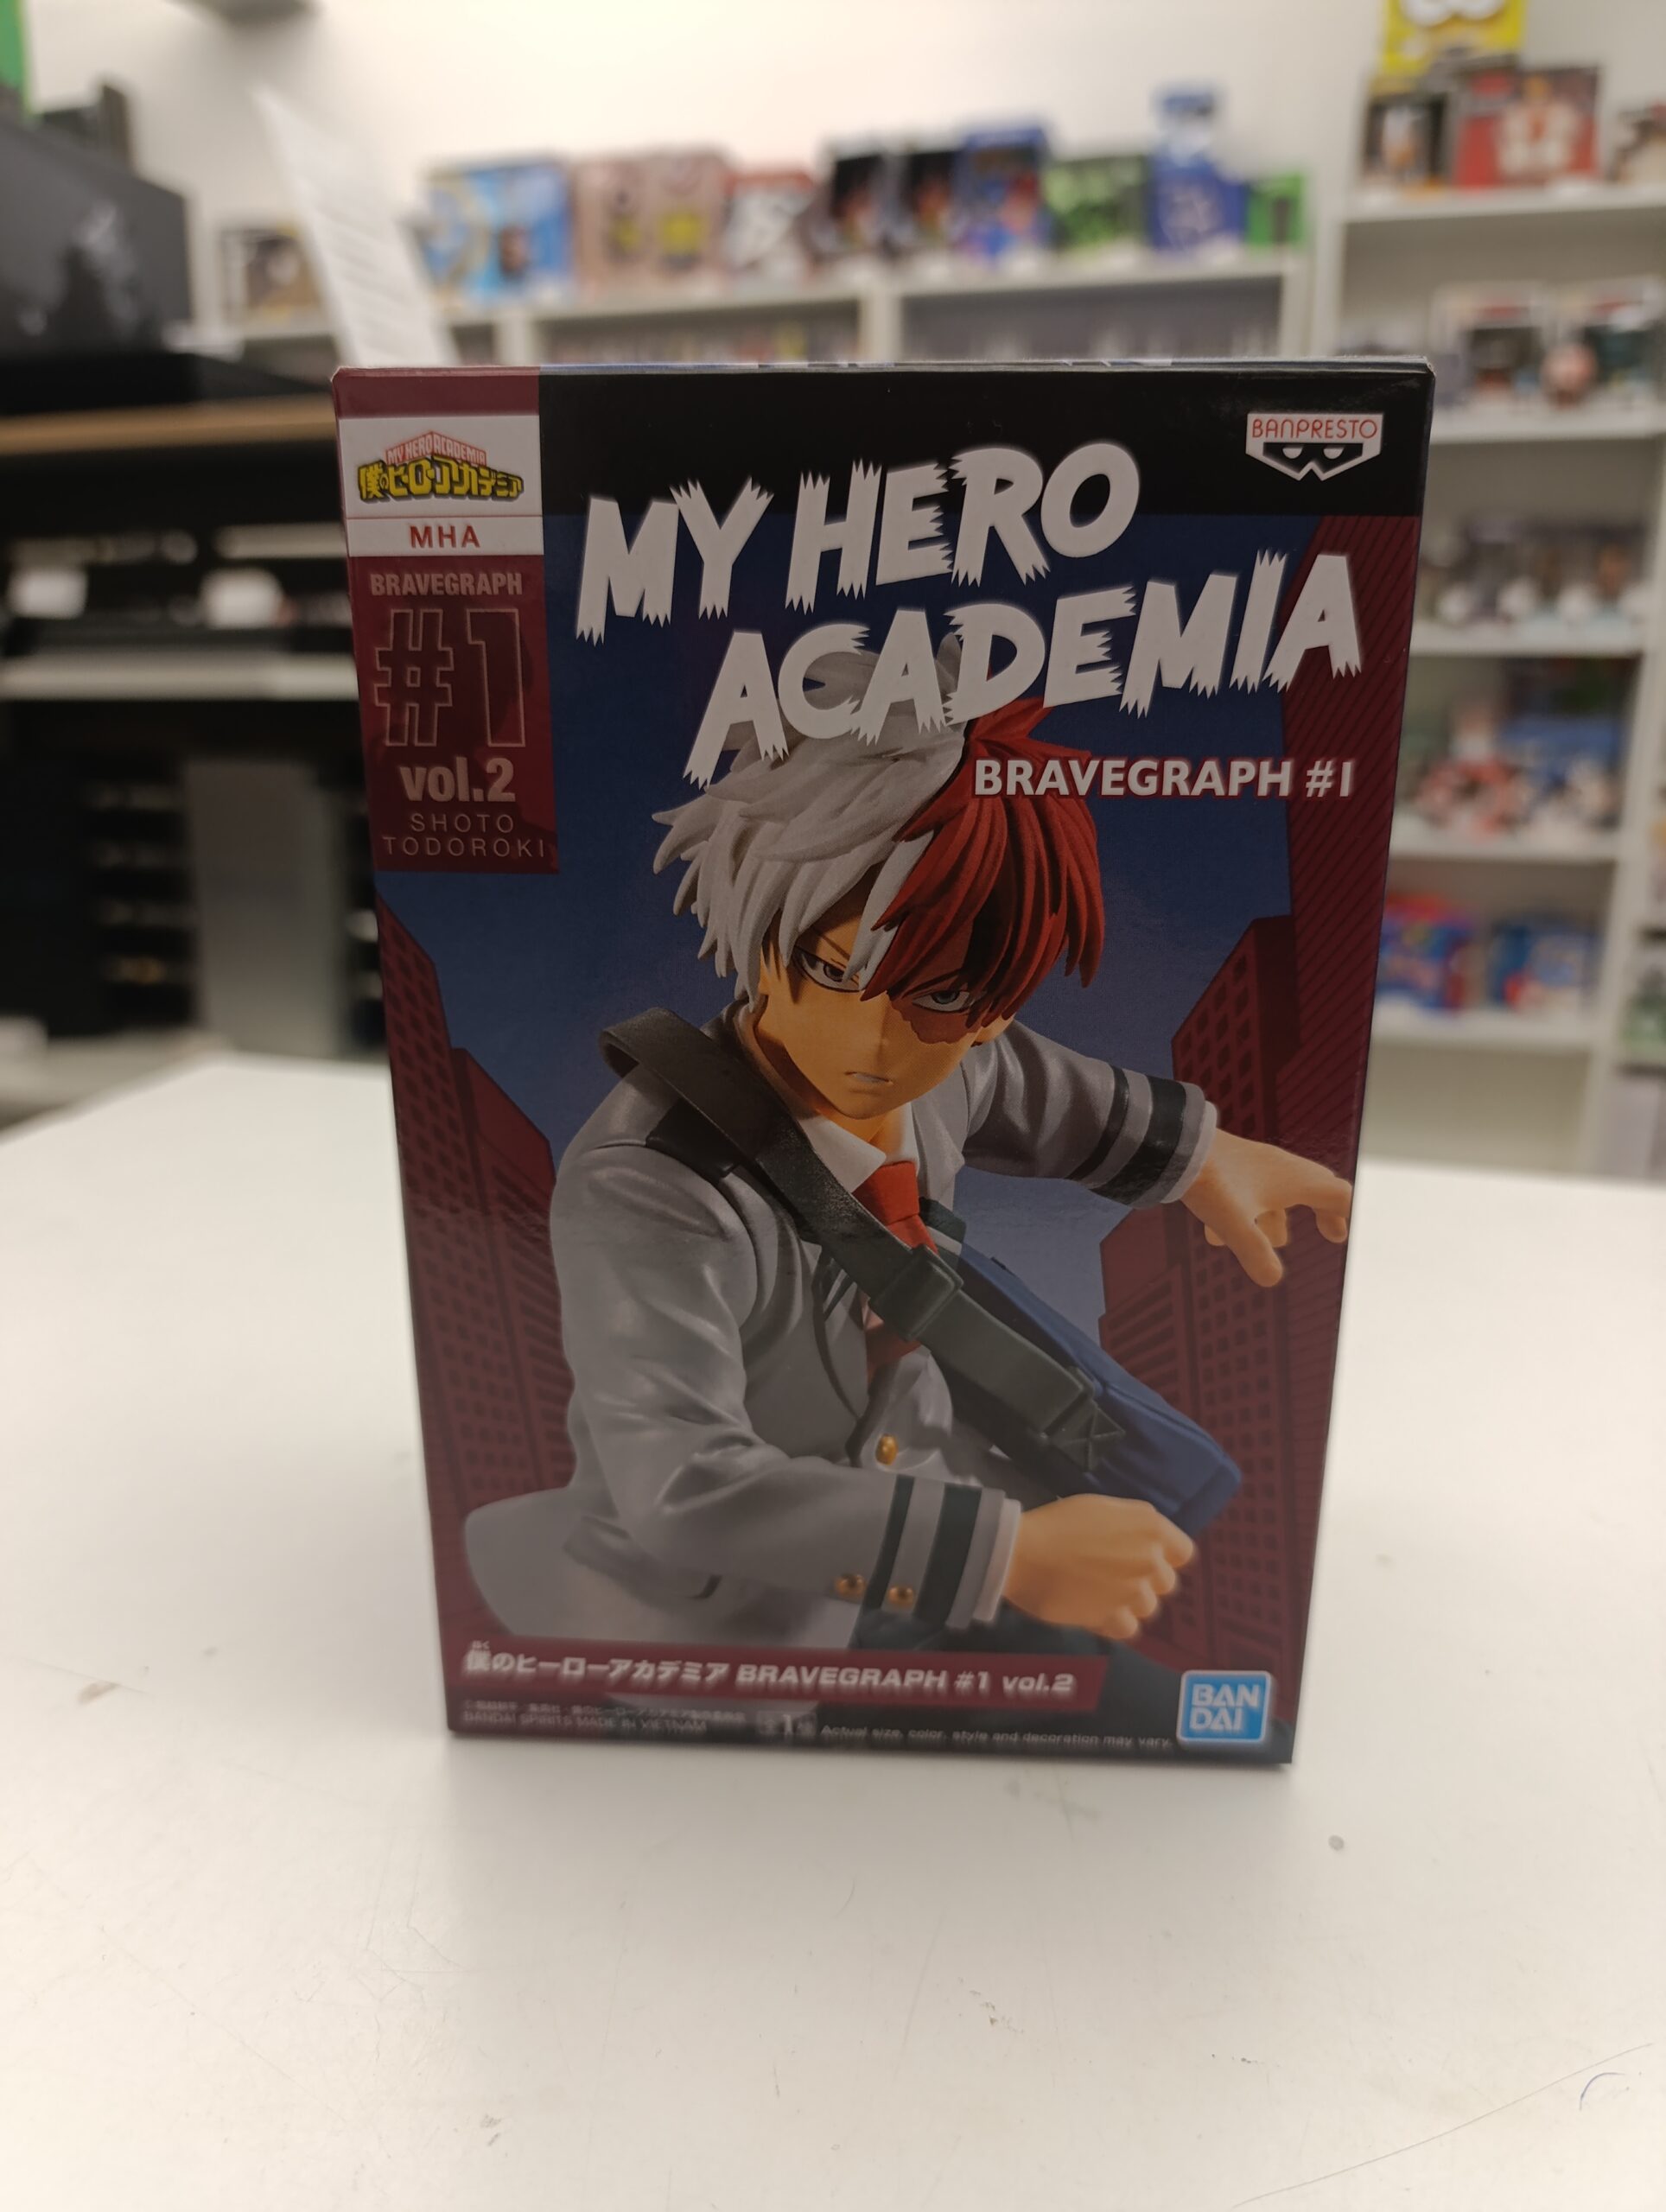 MY HERO ACADEMIA
僕のヒーローアカデミア
MHA
BRAVEGRAPH
#1
vol.2
SHOTO
TODOROKI
BANPRESTO
MY HERO
ACADEMIA
BRAVEGRAPH #1
ぼく
僕のヒーローアカデミア BRAVEGRAPH #1 vol.2
BANDAI SPIRITS MADE IN VIETNAM
Actual size, color, style and decoration may vary.
BAN
DAI